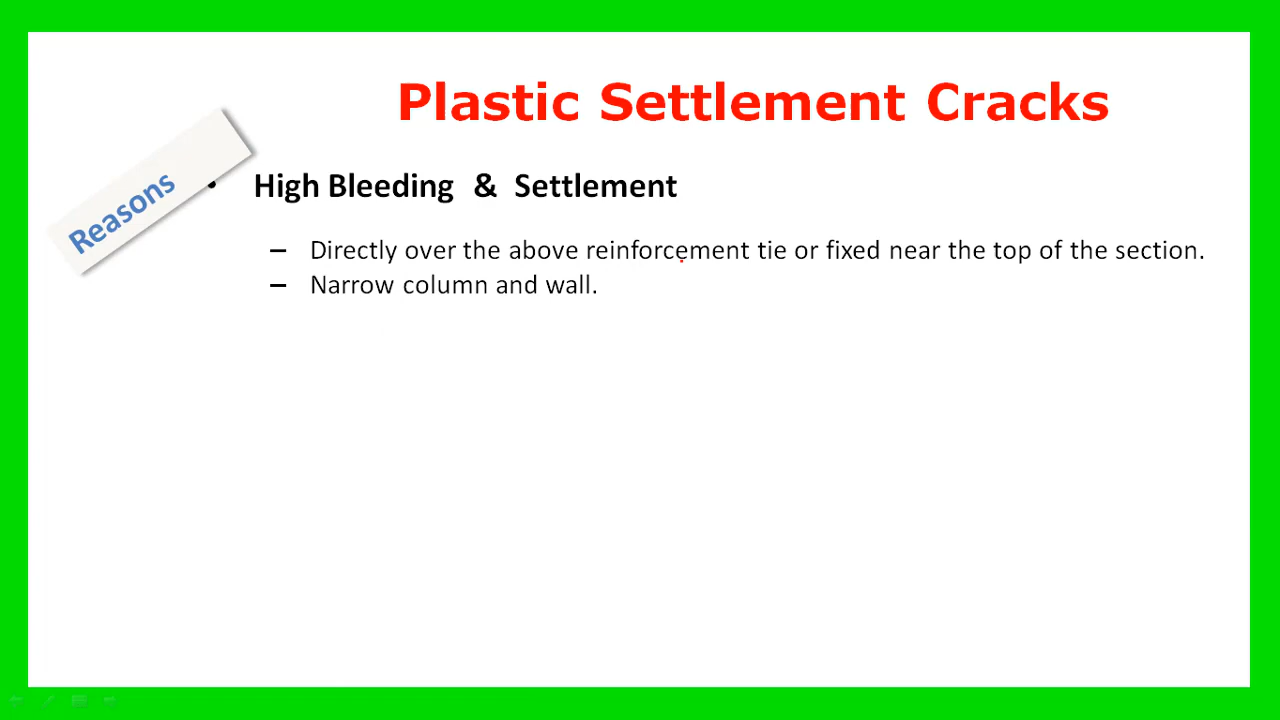 Plastic Settlement Cracks
Reasons
• High Bleeding & Settlement
– Directly over the above reinforcement tie or fixed near the top of the section.
– Narrow column and wall.